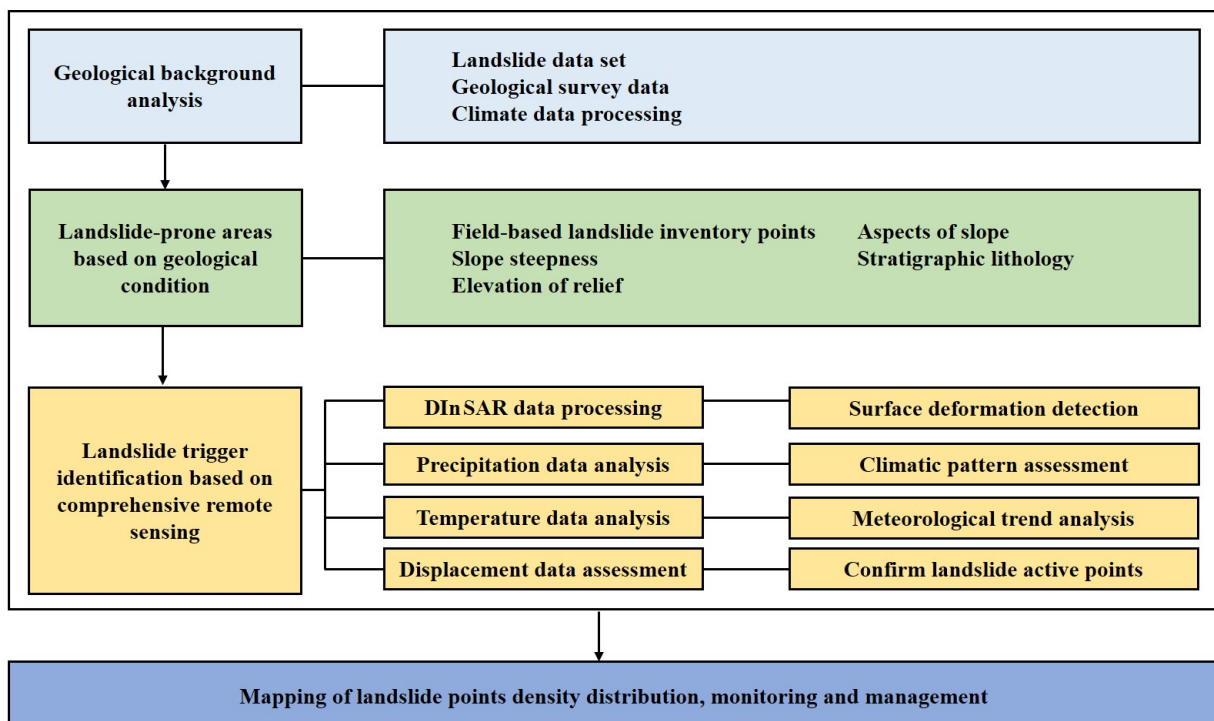 Geological background
analysis
Landslide data set
Geological survey data
Climate data processing
Landslide-prone areas
based on geological
condition
Field-based landslide inventory points
Slope steepness
Elevation of relief
Aspects of slope
Stratigraphic lithology
Landslide trigger
identification based on
comprehensive remote
sensing
DInSAR data processing
Surface deformation detection
Precipitation data analysis
Climatic pattern assessment
Temperature data analysis
Meteorological trend analysis
Displacement data assessment
Confirm landslide active points
Mapping of landslide points density distribution, monitoring and management